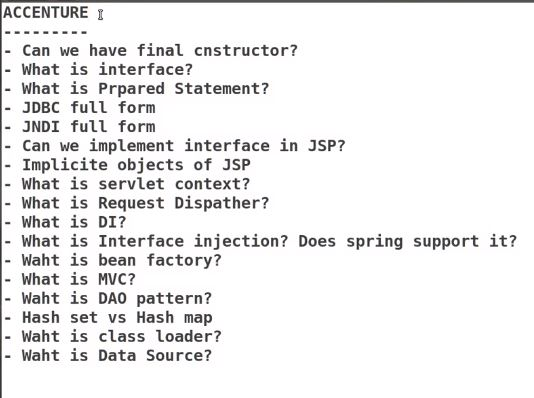 ACCENTURE
---------
- Can we have final cnstructor?
- What is interface?
- What is Prpared Statement?
- JDBC full form
- JNDI full form
- Can we implement interface in JSP?
- Implicite objects of JSP
- What is servlet context?
- What is Request Dispather?
- What is DI?
- What is Interface injection? Does spring support it?
- Waht is bean factory?
- What is MVC?
- Waht is DAO pattern?
- Hash set vs Hash map
- Waht is class loader?
- Waht is Data Source?